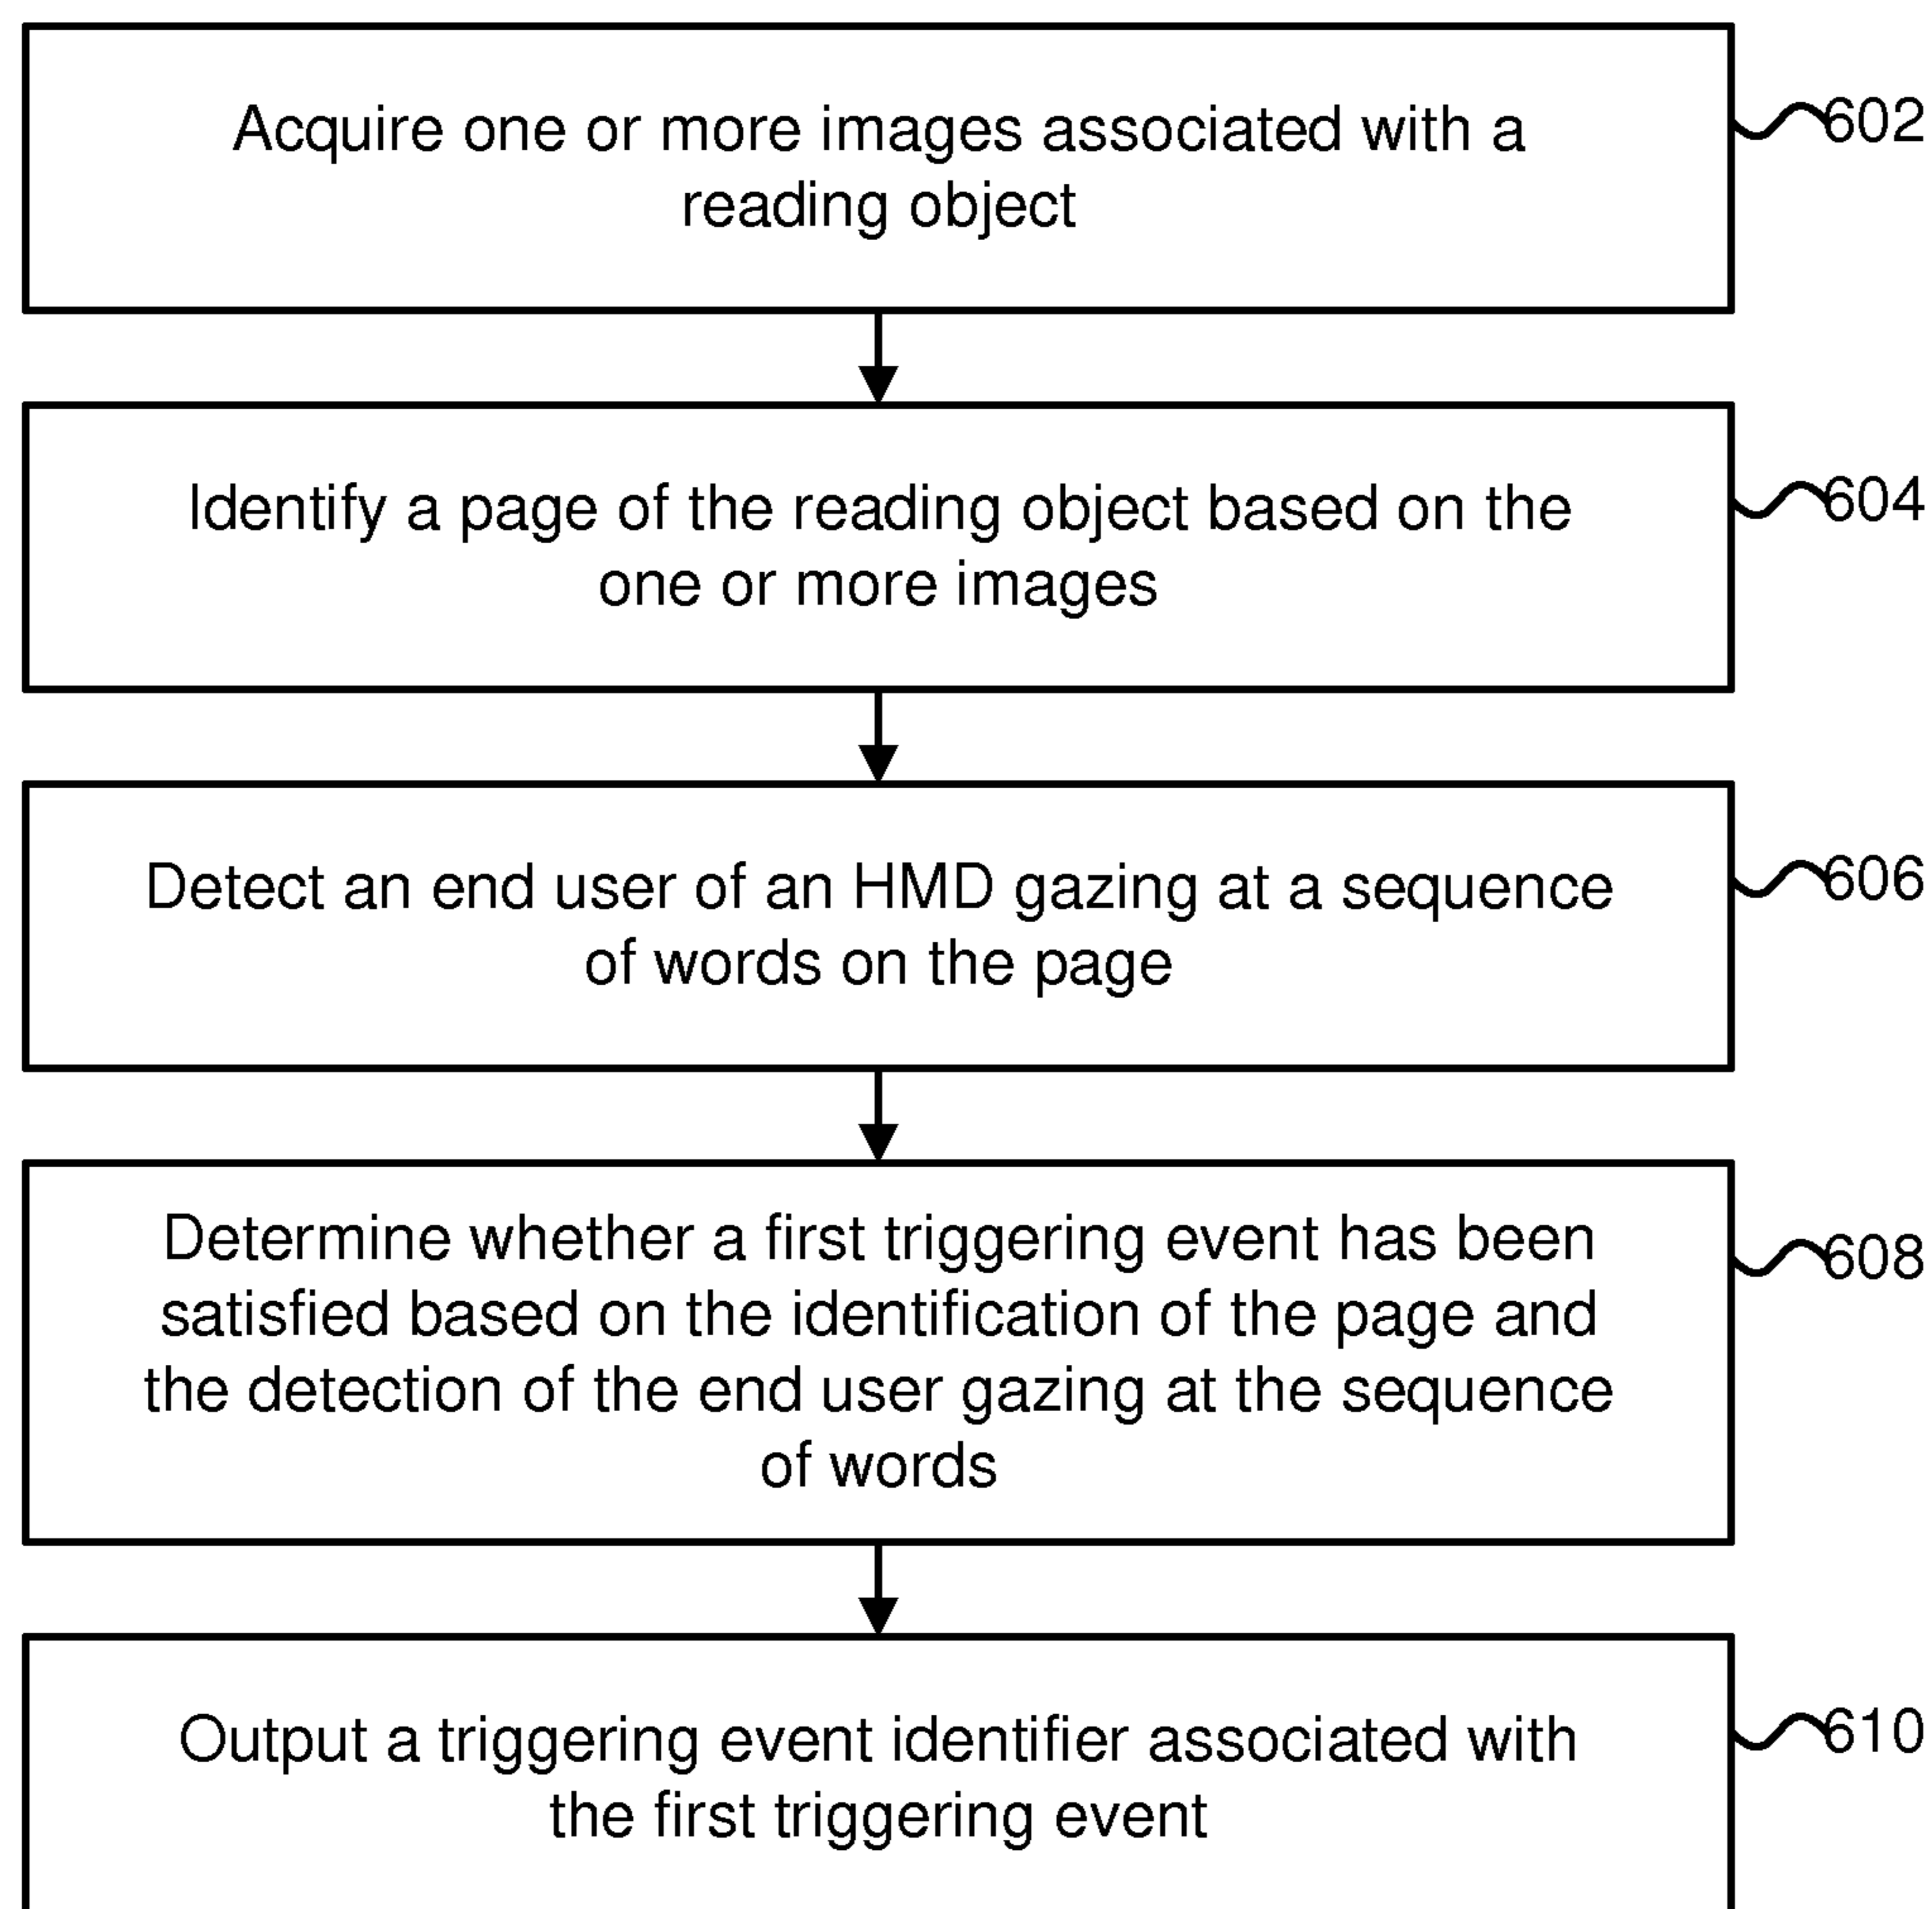 Acquire one or more images associated with a
reading object
602
Identify a page of the reading object based on the
one or more images
604
Detect an end user of an HMD gazing at a sequence
of words on the page
606
Determine whether a first triggering event has been
satisfied based on the identification of the page and
the detection of the end user gazing at the sequence
of words
608
Output a triggering event identifier associated with
the first triggering event
610